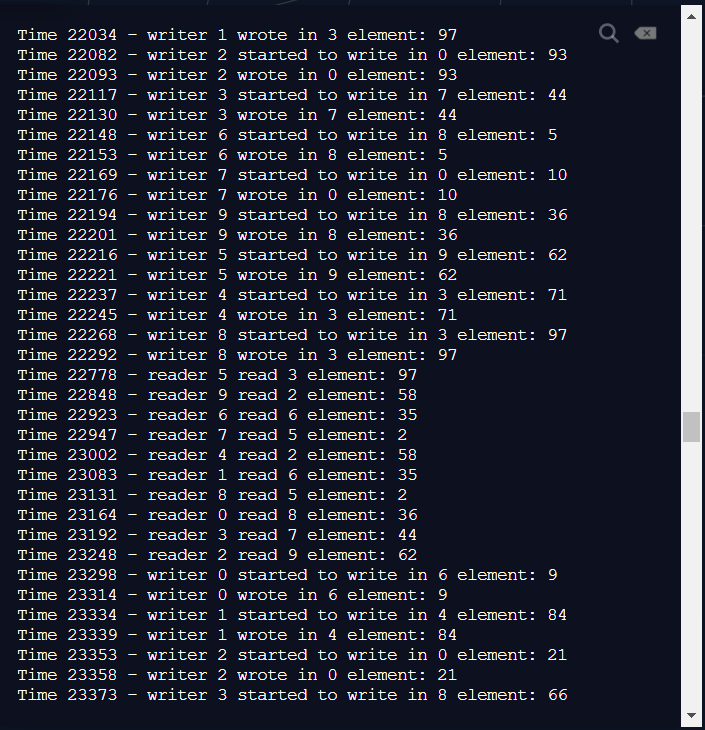 Time 22034 - writer 1 wrote in 3 element: 97
Time 22082 - writer 2 started to write in 0 element: 93
Time 22093 - writer 2 wrote in 0 element: 93
Time 22117 - writer 3 started to write in 7 element: 44
Time 22130 - writer 3 wrote in 7 element: 44
Time 22148 - writer 6 started to write in 8 element: 5
Time 22153 - writer 6 wrote in 8 element: 5
Time 22169 - writer 7 started to write in 0 element: 10
Time 22176 - writer 7 wrote in 0 element: 10
Time 22194 - writer 9 started to write in 8 element: 36
Time 22201 - writer 9 wrote in 8 element: 36
Time 22216 - writer 5 started to write in 9 element: 62
Time 22221 - writer 5 wrote in 9 element: 62
Time 22237 - writer 4 started to write in 3 element: 71
Time 22245 - writer 4 wrote in 3 element: 71
Time 22268 - writer 8 started to write in 3 element: 97
Time 22292 - writer 8 wrote in 3 element: 97
Time 22778 - reader 5 read 3 element: 97
Time 22848 - reader 9 read 2 element: 58
Time 22923 - reader 6 read 6 element: 35
Time 22947 - reader 7 read 5 element: 2
Time 23002 - reader 4 read 2 element: 58
Time 23083 - reader 1 read 6 element: 35
Time 23131 - reader 8 read 5 element: 2
Time 23164 - reader 0 read 8 element: 36
Time 23192 - reader 3 read 7 element: 44
Time 23248 - reader 2 read 9 element: 62
Time 23298 - writer 0 started to write in 6 element: 9
Time 23314 - writer 0 wrote in 6 element: 9
Time 23334 - writer 1 started to write in 4 element: 84
Time 23339 - writer 1 wrote in 4 element: 84
Time 23353 - writer 2 started to write in 0 element: 21
Time 23358 - writer 2 wrote in 0 element: 21
Time 23373 - writer 3 started to write in 8 element: 66